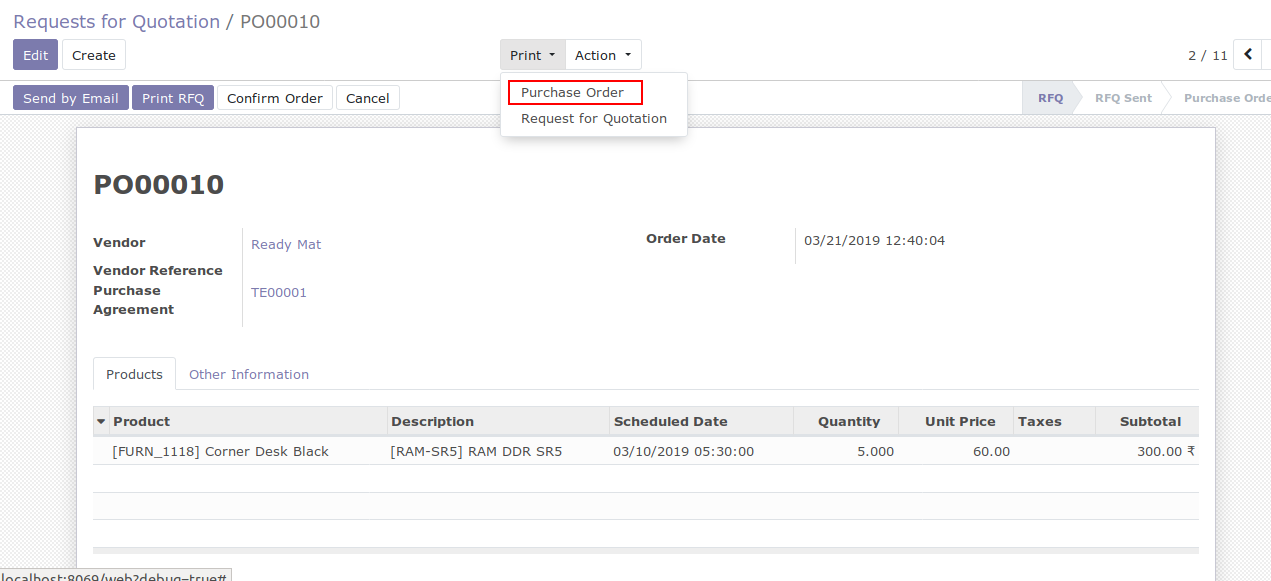 Requests for Quotation / PO00010
Edit Create Print Action 2 / 11
Send by Email Print RFQ Confirm Order Cancel Purchase Order RFQ RFQ Sent Purchase Orde
Request for Quotation
PO00010
Vendor Ready Mat Order Date 03/21/2019 12:40:04
Vendor Reference
Purchase
Agreement TE00001
Products Other Information
Product Description Scheduled Date Quantity Unit Price Taxes Subtotal
[FURN_1118] Corner Desk Black [RAM-SR5] RAM DDR SR5 03/10/2019 05:30:00 5.000 60.00 300.00 ₹
localhost:8069/web?debug=true#